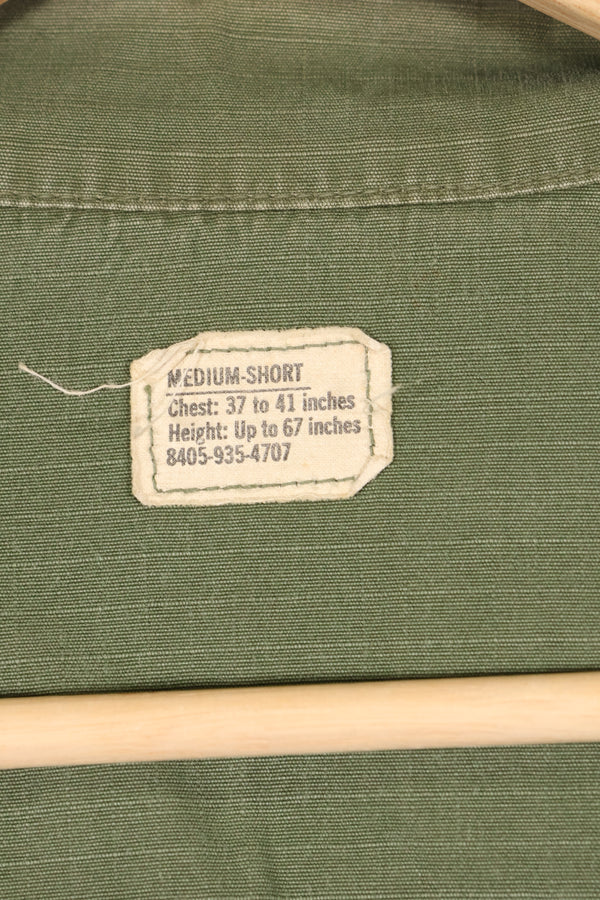 MEDIUM-SHORT
Chest: 37 to 41 inches
Height: Up to 67 inches
8405-935-4707